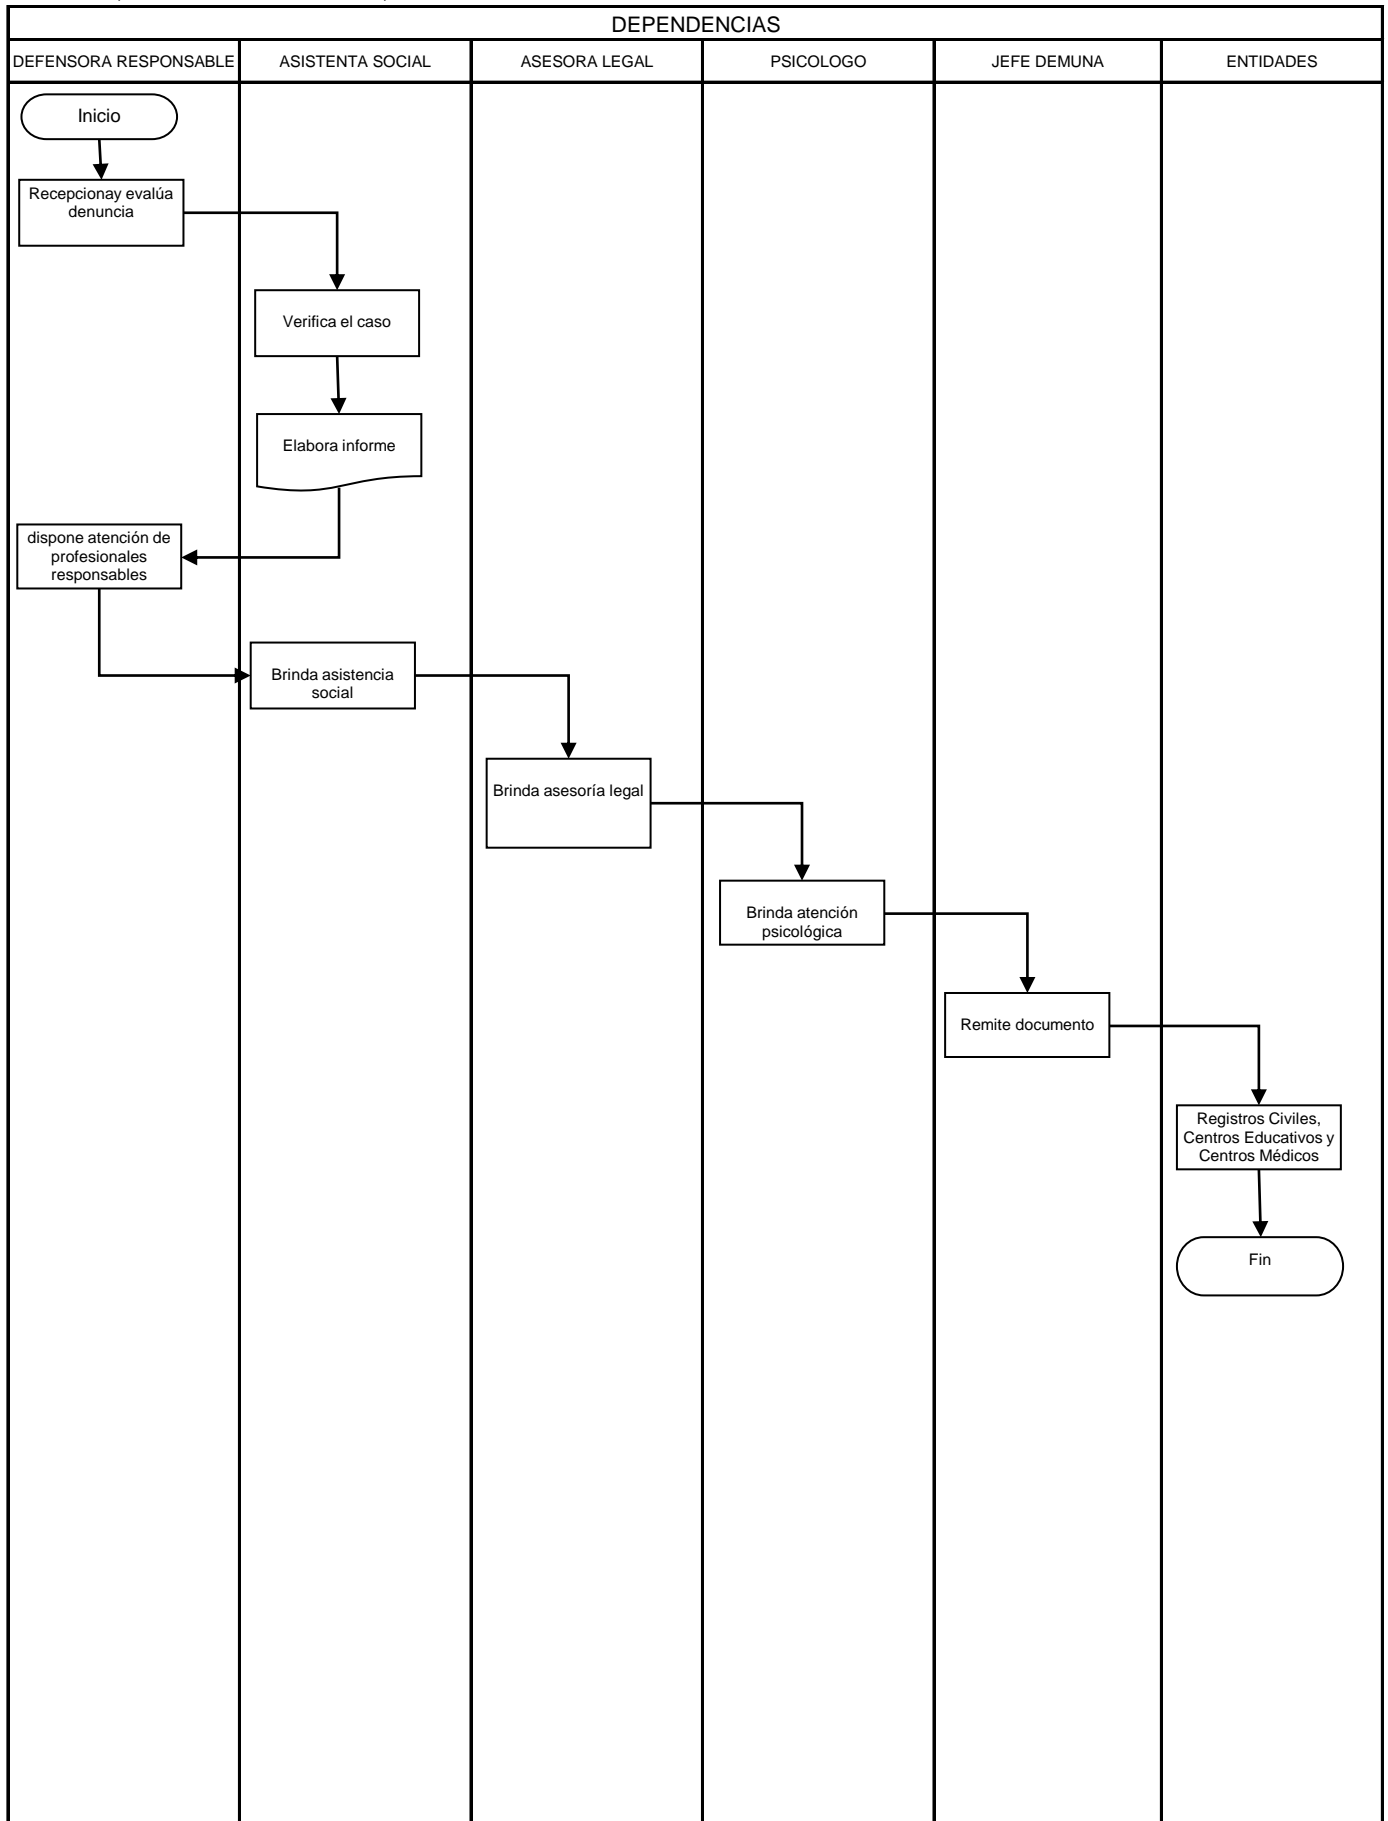 DEPENDENCIAS
DEFENSORA RESPONSABLE
ASISTENTA SOCIAL
ASESORA LEGAL
PSICOLOGO
JEFE DEMUNA
ENTIDADES
Inicio
Recepcionay evalúa
denuncia
Verifica el caso
Elabora informe
dispone atención de
profesionales
responsables
Brinda asistencia
social
Brinda asesoría legal
Brinda atención
psicológica
Remite documento
Registros Civiles,
Centros Educativos y
Centros Médicos
Fin